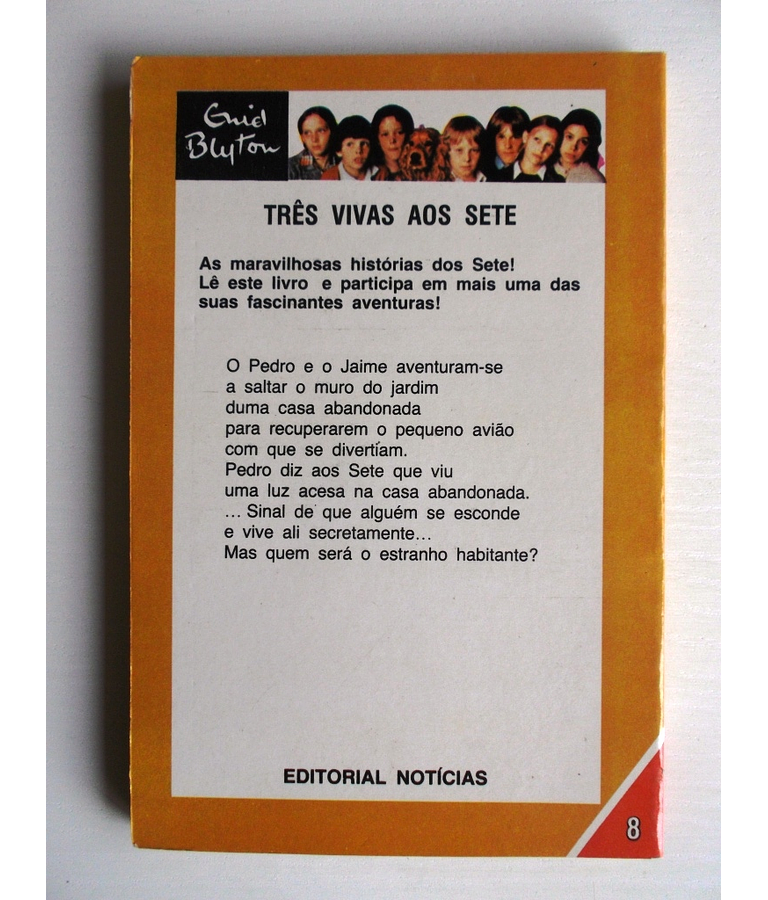 Enid
Blyton
TRÊS VIVAS AOS SETE
As maravilhosas histórias dos Sete!
Lê este livro e participa em mais uma das
suas fascinantes aventuras!
O Pedro e o Jaime aventuram-se
a saltar o muro do jardim
duma casa abandonada
para recuperarem o pequeno avião
com que se divertíam.
Pedro diz aos Sete que viu
uma luz acesa na casa abandonada.
... Sinal de que alguém se esconde
e vive ali secretamente...
Mas quem será o estranho habitante?
EDITORIAL NOTÍCIAS
8